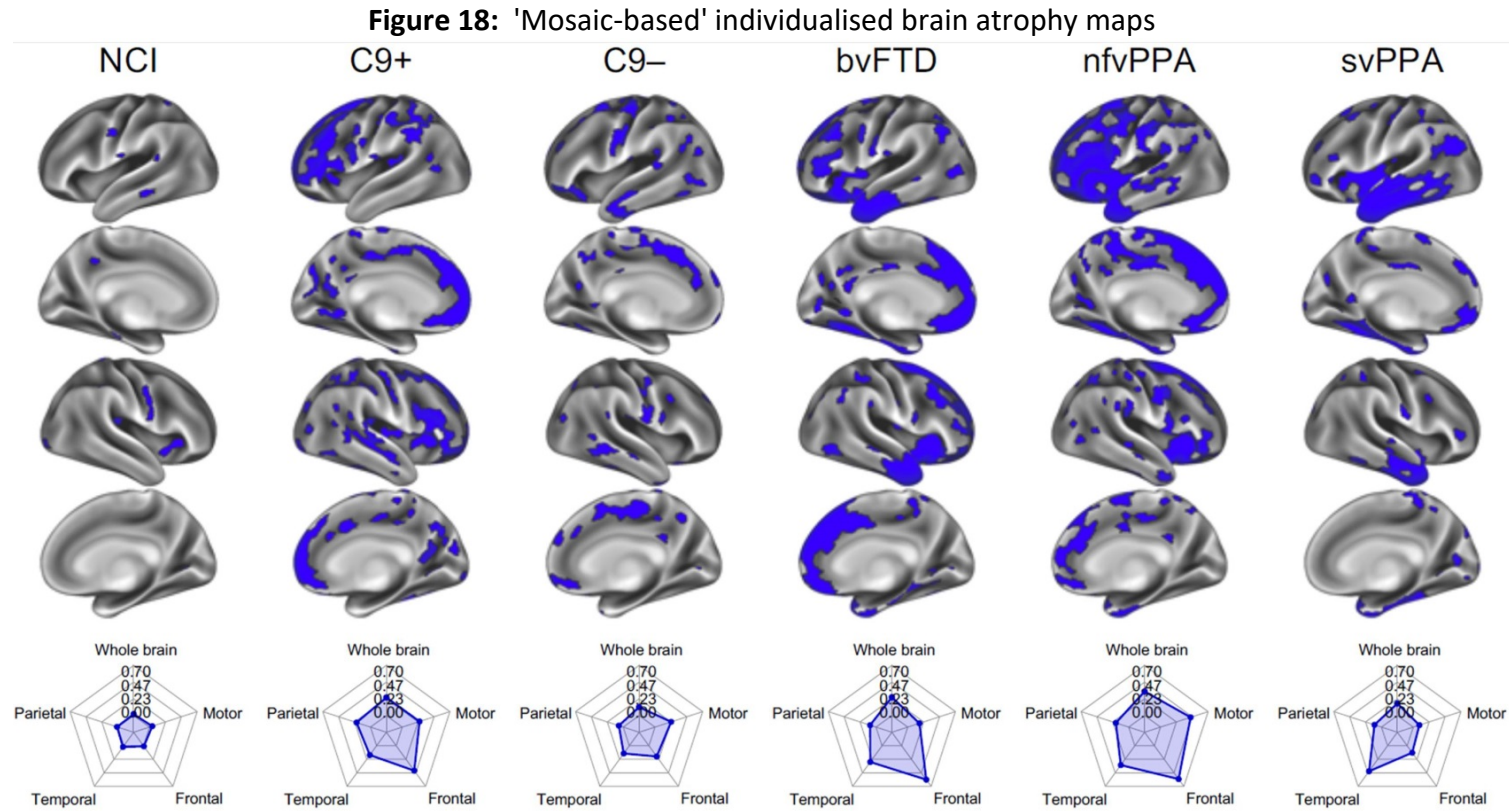 Figure 18: 'Mosaic-based' individualised brain atrophy maps
NCI C9+ C9– bvFTD nfvPPA svPPA
Whole brain Whole brain Whole brain Whole brain Whole brain Whole brain
0.70 0.70 0.70 0.70 0.70 0.70
0.47 0.47 0.47 0.47 0.47 0.47
0.23 0.23 0.23 0.23 0.23 0.23
Parietal 0.00 Motor Parietal 0.00 Motor Parietal 0.00 Motor Parietal 0.00 Motor Parietal 0.00 Motor Parietal 0.00 Motor
Temporal Frontal Temporal Frontal Temporal Frontal Temporal Frontal Temporal Frontal Temporal Frontal